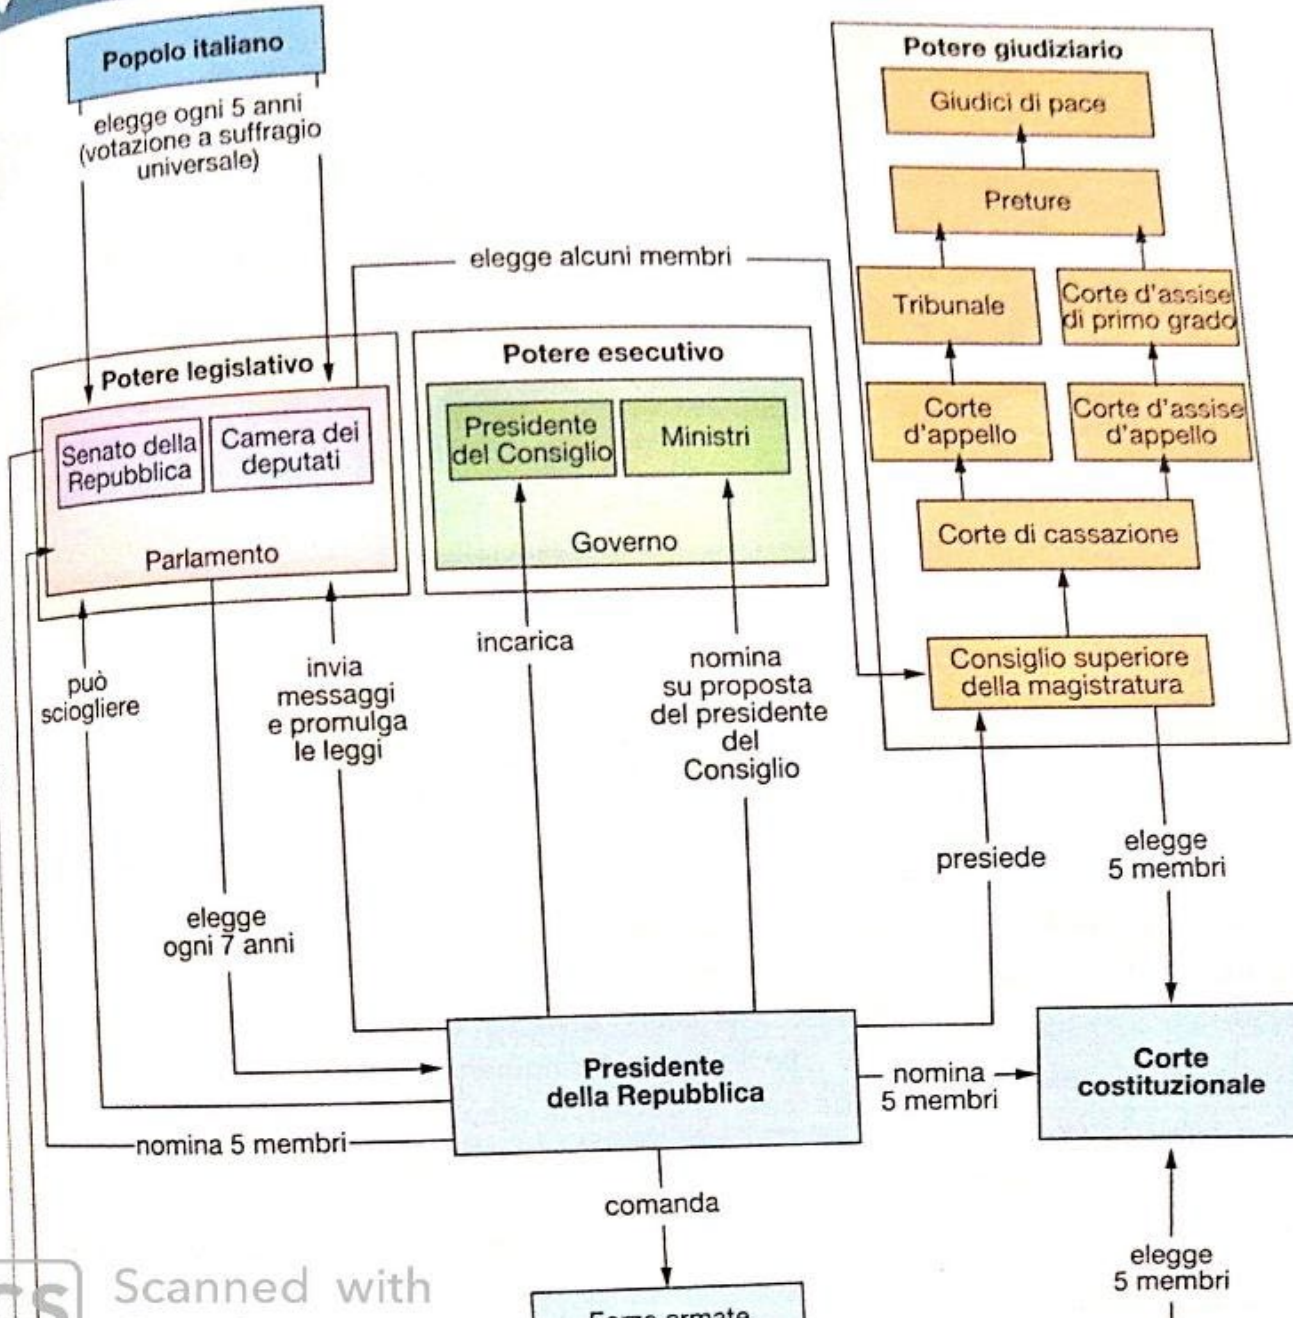 Popolo italiano
elegge ogni 5 anni
(votazione a suffragio
universale)
elegge alcuni membri
Potere legislativo
Senato della
Repubblica
Camera dei
deputati
Parlamento
Potere esecutivo
Presidente
del Consiglio
Ministri
Governo
Potere giudiziario
Giudici di pace
Preture
Tribunale
Corte d'assise
di primo grado
Corte
d'appello
Corte d'assise
d'appello
Corte di cassazione
Consiglio superiore
della magistratura
può
sciogliere
invia
messaggi
e promulga
le leggi
incarica
nomina
su proposta
del presidente
del
Consiglio
presiede
elegge
5 membri
elegge
ogni 7 anni
Presidente
della Repubblica
nomina
5 membri
Corte
costituzionale
nomina 5 membri
comanda
elegge
5 membri
Forze armate
CS
Scanned with